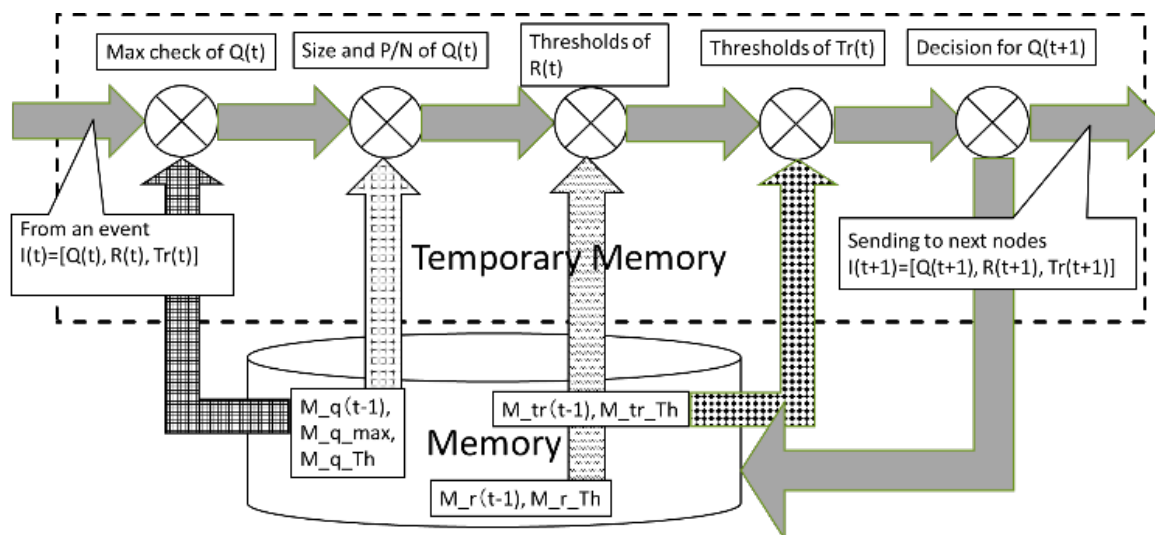 Max check of Q(t)
Size and P/N of Q(t)
Thresholds of
R(t)
Thresholds of Tr(t)
Decision for Q(t+1)
From an event
I(t)=[Q(t), R(t), Tr(t)]
Temporary Memory
Sending to next nodes
I(t+1)=[Q(t+1), R(t+1), Tr(t+1)]
M_q(t-1),
M_q_max,
M_q_Th
M_tr(t-1), M_tr_Th
Memory
M_r(t-1), M_r_Th